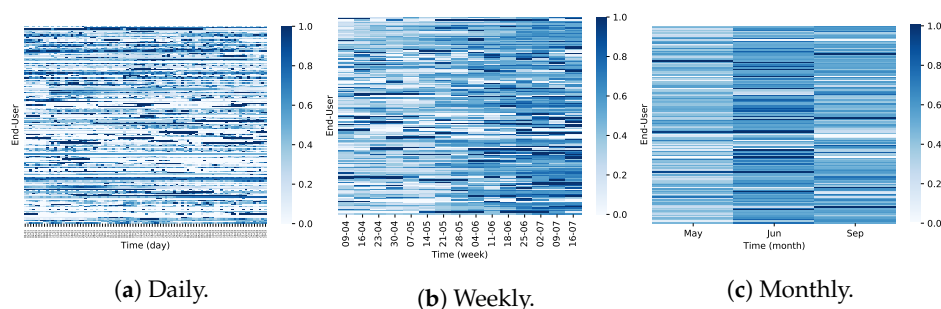 1.0
0.8
0.6
0.4
0.2
0.0
End-User
Time (day)
(a) Daily.
1.0
0.8
0.6
0.4
0.2
0.0
End-User
09-04
16-04
23-04
30-04
07-05
14-05
21-05
28-05
04-06
11-06
18-06
25-06
02-07
09-07
16-07
Time (week)
(b) Weekly.
1.0
0.8
0.6
0.4
0.2
0.0
End-User
May
Jun
Sep
Time (month)
(c) Monthly.